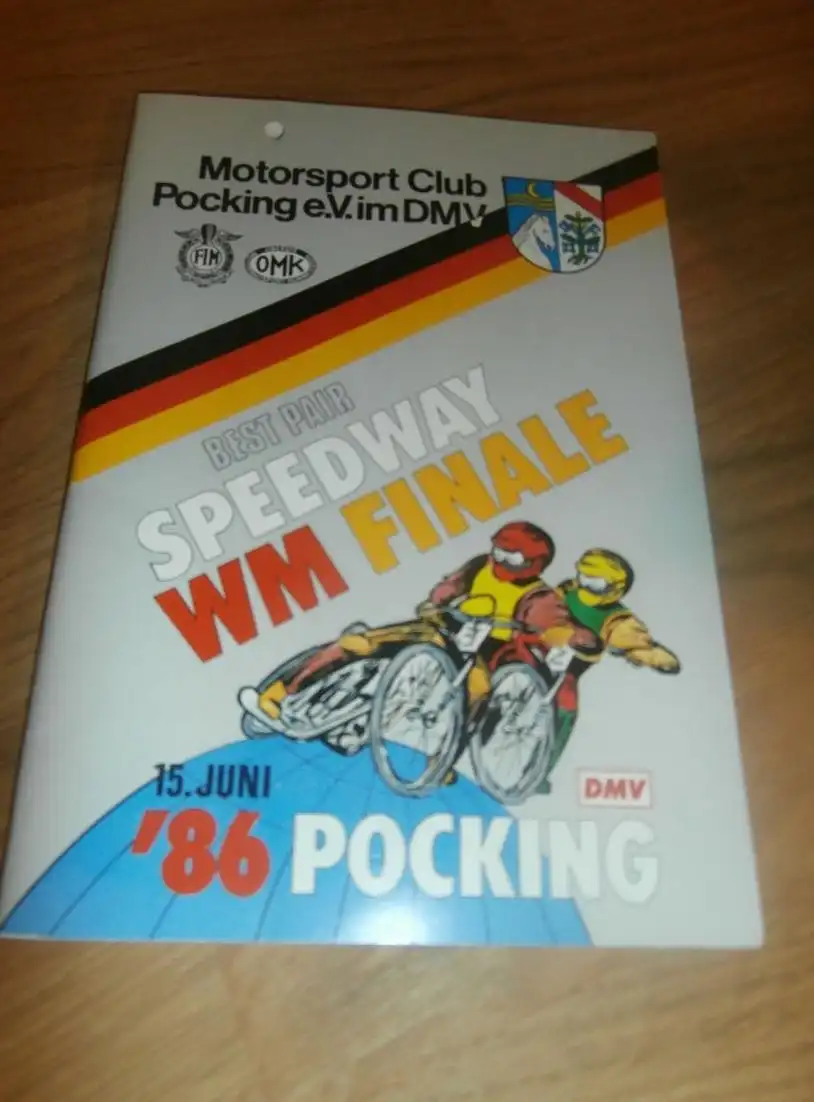 Motorsport Club
Pocking e.V. im DMV
FIM
OMK
BEST PAIR
SPEEDWAY
WM FINALE
15. JUNI
DMV
'86 POCKING